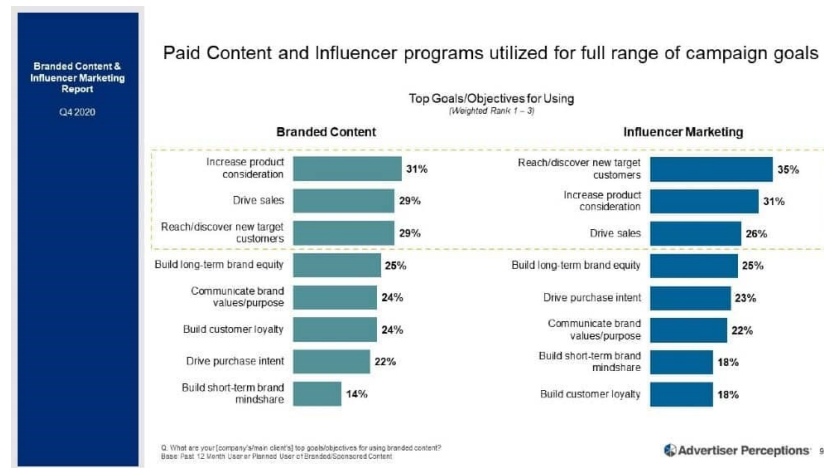 Branded Content &
Influencer Marketing
Report
Q4 2020
Paid Content and Influencer programs utilized for full range of campaign goals
Top Goals/Objectives for Using
(Weighted Rank 1 – 3)
Branded Content
Increase product
consideration
31%
Drive sales
29%
Reach/discover new target
customers
29%
Build long-term brand equity
25%
Communicate brand
values/purpose
24%
Build customer loyalty
24%
Drive purchase intent
22%
Build short-term brand
mindshare
14%
Influencer Marketing
Reach/discover new target
customers
35%
Increase product
consideration
31%
Drive sales
26%
Build long-term brand equity
25%
Drive purchase intent
23%
Communicate brand
values/purpose
22%
Build short-term brand
mindshare
18%
Build customer loyalty
18%
Q. What are your [company's/main client's] top goals/objectives for using branded content?
Base: Past 12 Month User or Planned User of Branded/Sponsored Content
Advertiser Perceptions 9